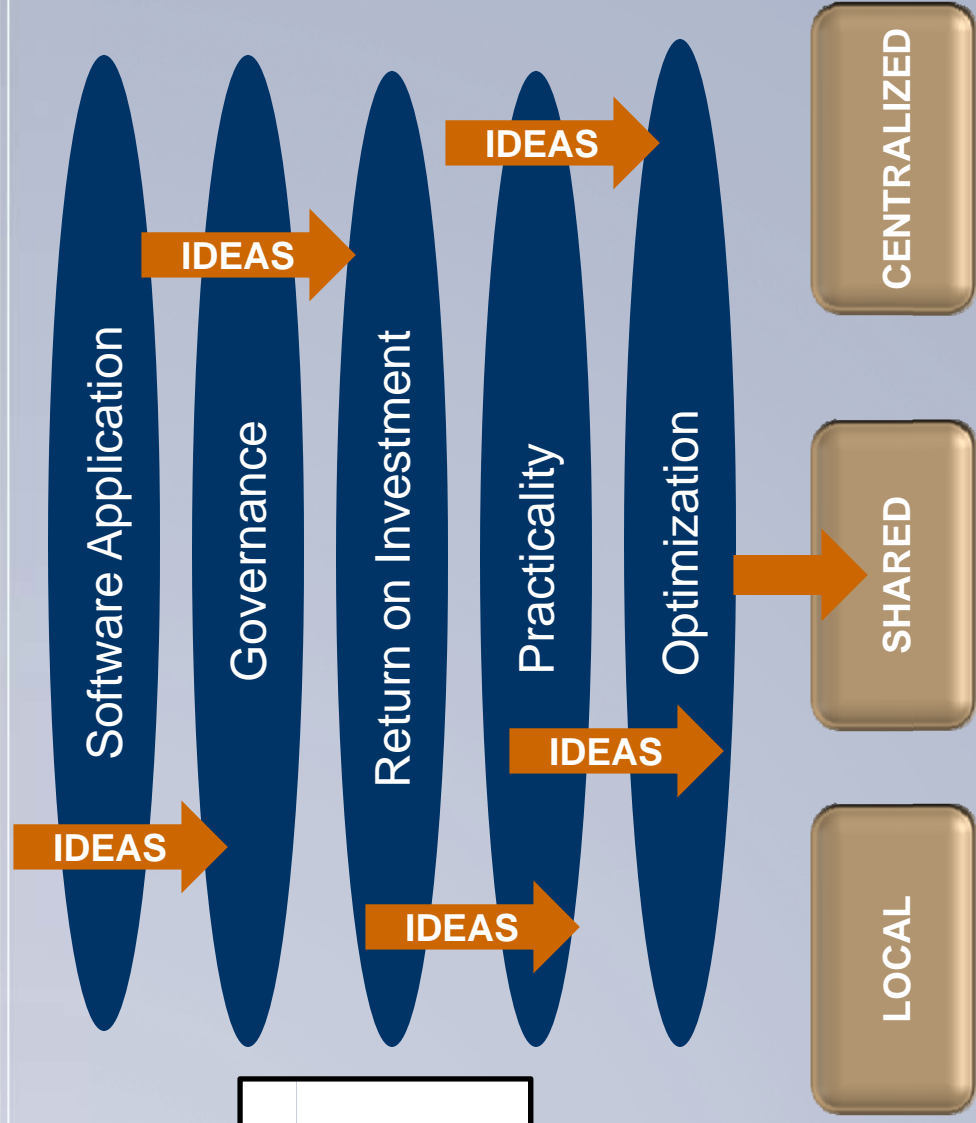 Software Application
Governance
Return on Investment
Practicality
Optimization
IDEAS
IDEAS
IDEAS
IDEAS
IDEAS
CENTRALIZED
SHARED
LOCAL